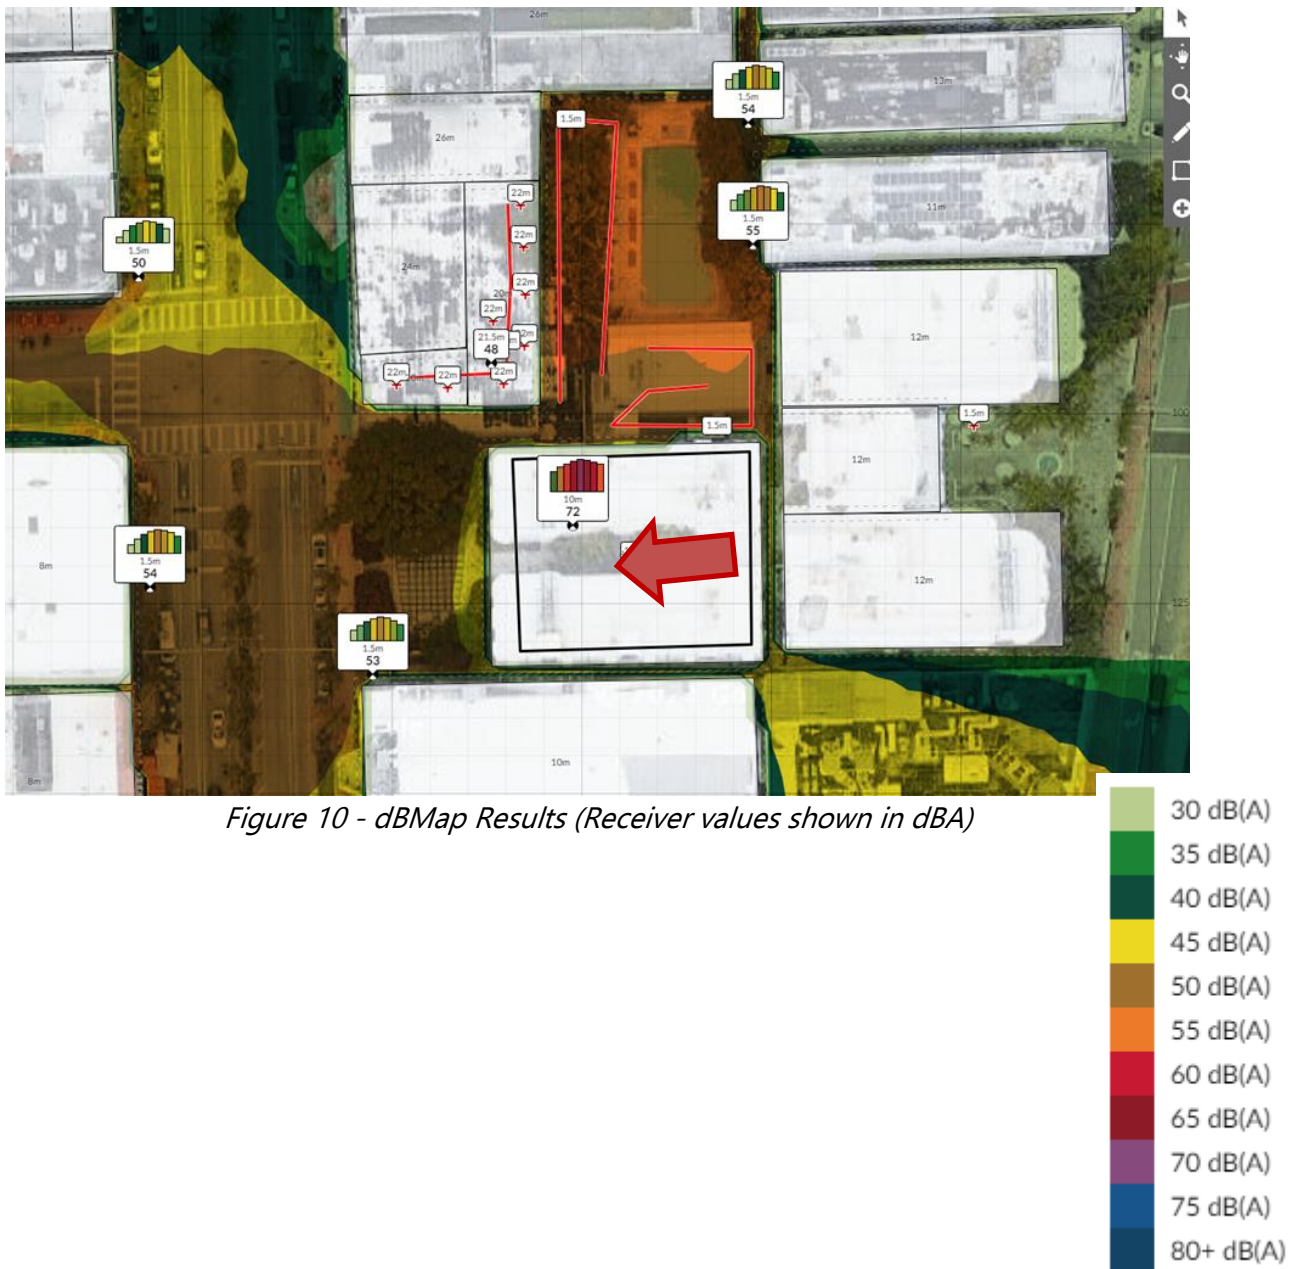 26m
13m
1.5m
54
1.5m
26m
22m
11m
1.5m
55
1.5m
50
22m
24m
22m
22m
21.5m
48
12m
22m
22m
22m
1.5m
100
1.5m
12m
10m
72
1.5m
54
8m
12m
125
1.5m
53
10m
8m
Figure 10 - dBMap Results (Receiver values shown in dBA)
30 dB(A)
35 dB(A)
40 dB(A)
45 dB(A)
50 dB(A)
55 dB(A)
60 dB(A)
65 dB(A)
70 dB(A)
75 dB(A)
80+ dB(A)